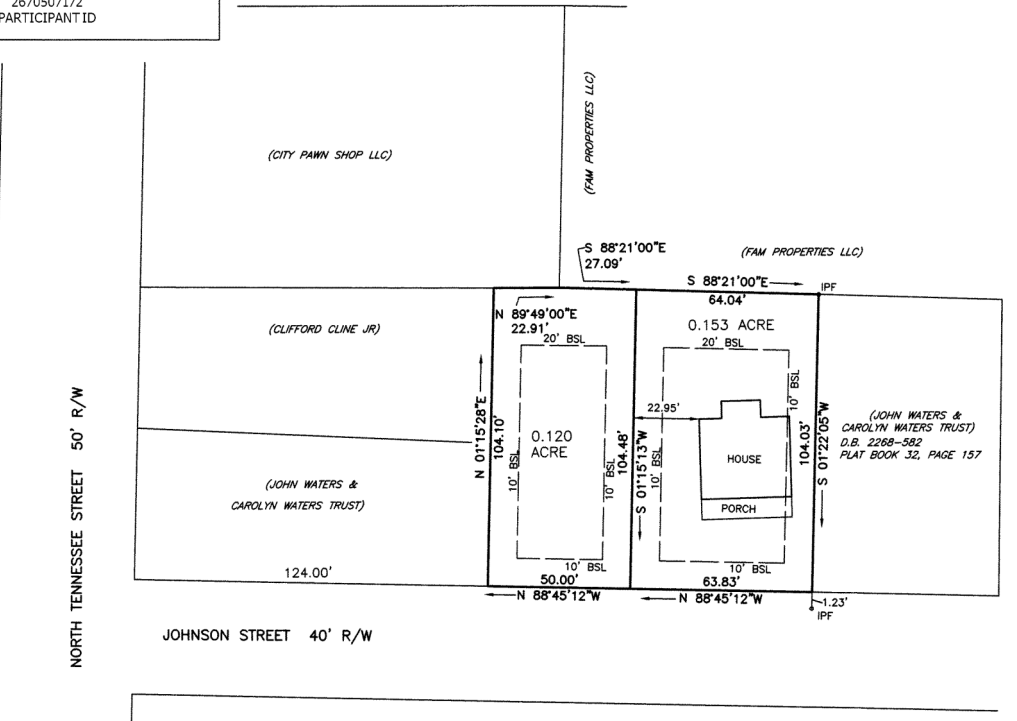 2670507172
PARTICIPANT ID
(CITY PAWN SHOP LLC)
(FAM PROPERTIES LLC)
S 88°21'00"E
27.09'
(FAM PROPERTIES LLC)
S 88°21'00"E
IPF
64.04'
N 89°49'00"E
22.91'
20' BSL
0.153 ACRE
20' BSL
(CLIFFORD CLINE JR)
N 01°15'28"E
104.10'
10' BSL
0.120
ACRE
10' BSL
104.48'
S 01°15'13"W
10' BSL
22.95'
HOUSE
PORCH
10' BSL
104.03'
S 01°22'05"W
(JOHN WATERS &
CAROLYN WATERS TRUST)
D.B. 2268-582
PLAT BOOK 32, PAGE 157
(JOHN WATERS &
CAROLYN WATERS TRUST)
124.00'
10' BSL
50.00'
N 88°45'12"W
10' BSL
63.83'
N 88°45'12"W
1.23'
IPF
NORTH TENNESSEE STREET 50' R/W
JOHNSON STREET 40' R/W